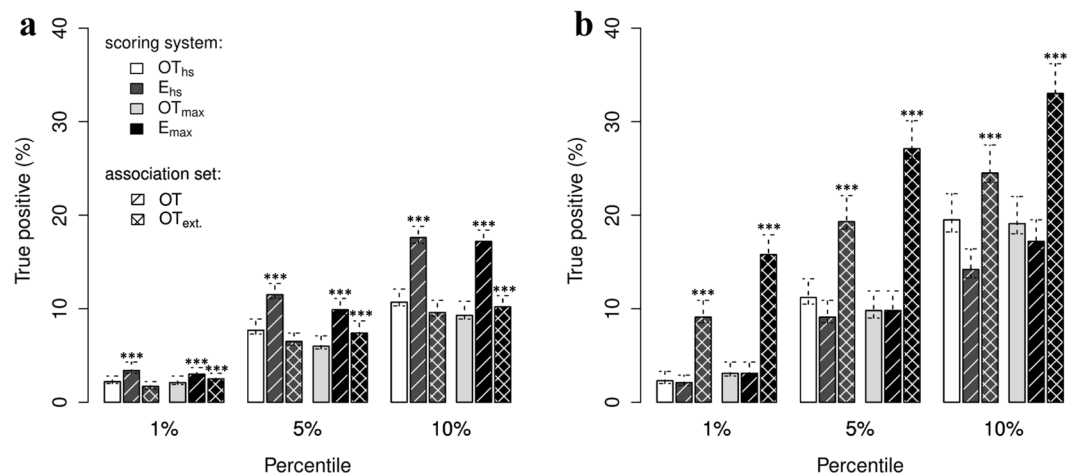 a
scoring system:
OThs
Ehs
OTmax
Emax
association set:
OT
OText.
True positive (%)
0
10
20
30
40
*** *** *** *** *** *** *** *** ***
1%
5%
10%
Percentile
b
True positive (%)
0
10
20
30
40
*** *** *** *** *** ***
1%
5%
10%
Percentile